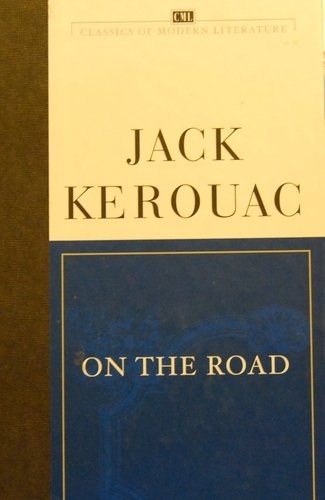 CML
CLASSICS OF MODERN LITERATURE
JACK
KEROUAC
ON THE ROAD